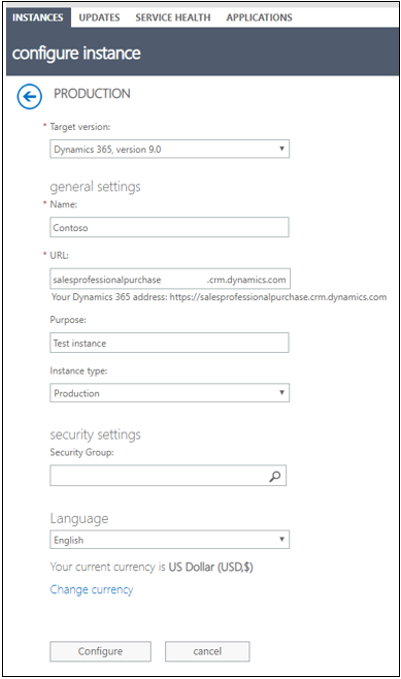 INSTANCES UPDATES SERVICE HEALTH APPLICATIONS
configure instance
PRODUCTION
* Target version:
Dynamics 365, version 9.0
general settings
* Name:
Contoso
* URL:
salesprofessionalpurchase .crm.dynamics.com
Your Dynamics 365 address: https://salesprofessionalpurchase.crm.dynamics.com
Purpose:
Test instance
Instance type:
Production
security settings
Security Group:
Language
English
Your current currency is US Dollar (USD,$)
Change currency
Configure cancel